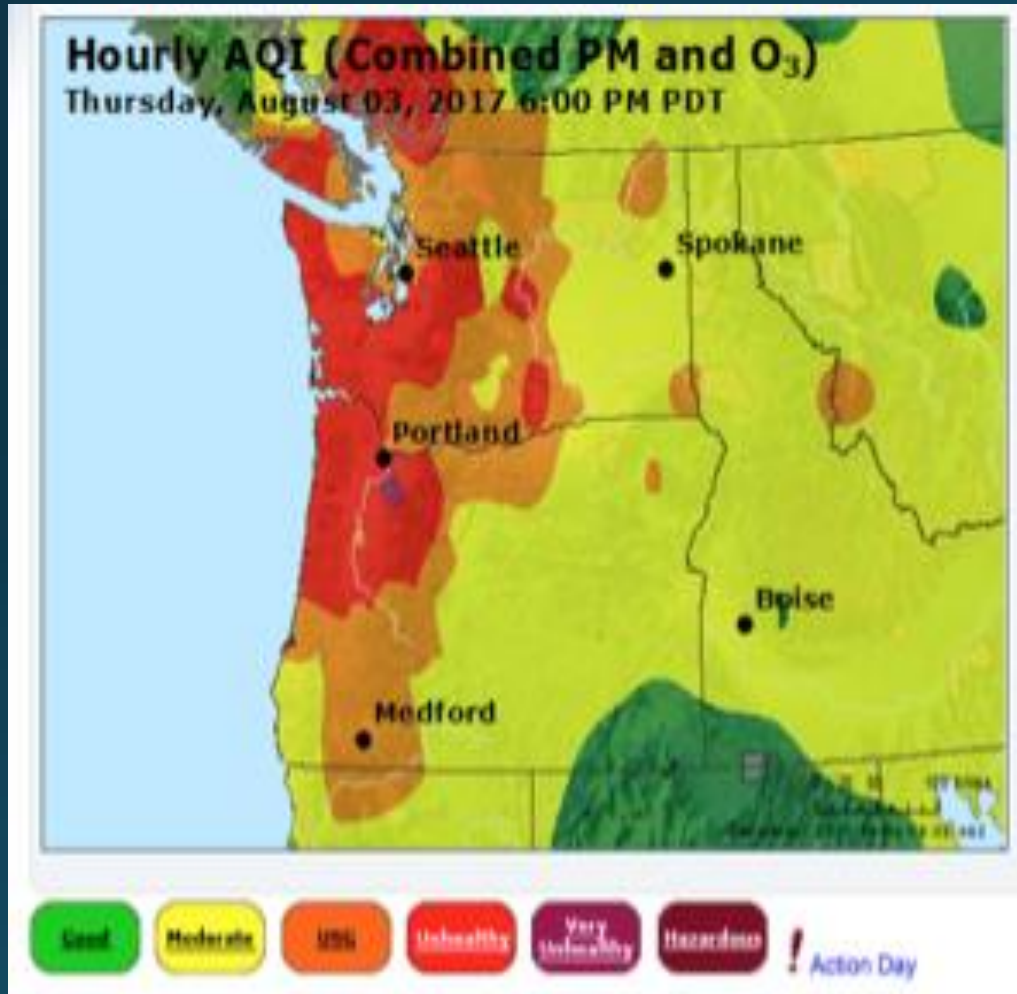 Hourly AQI (Combined PM and O₃)
Thursday, August 03, 2017 6:00 PM PDT
Seattle
Spokane
Portland
Boise
Medford
Good
Moderate
USG
Unhealthy
Very
Unhealthy
Hazardous
! Action Day